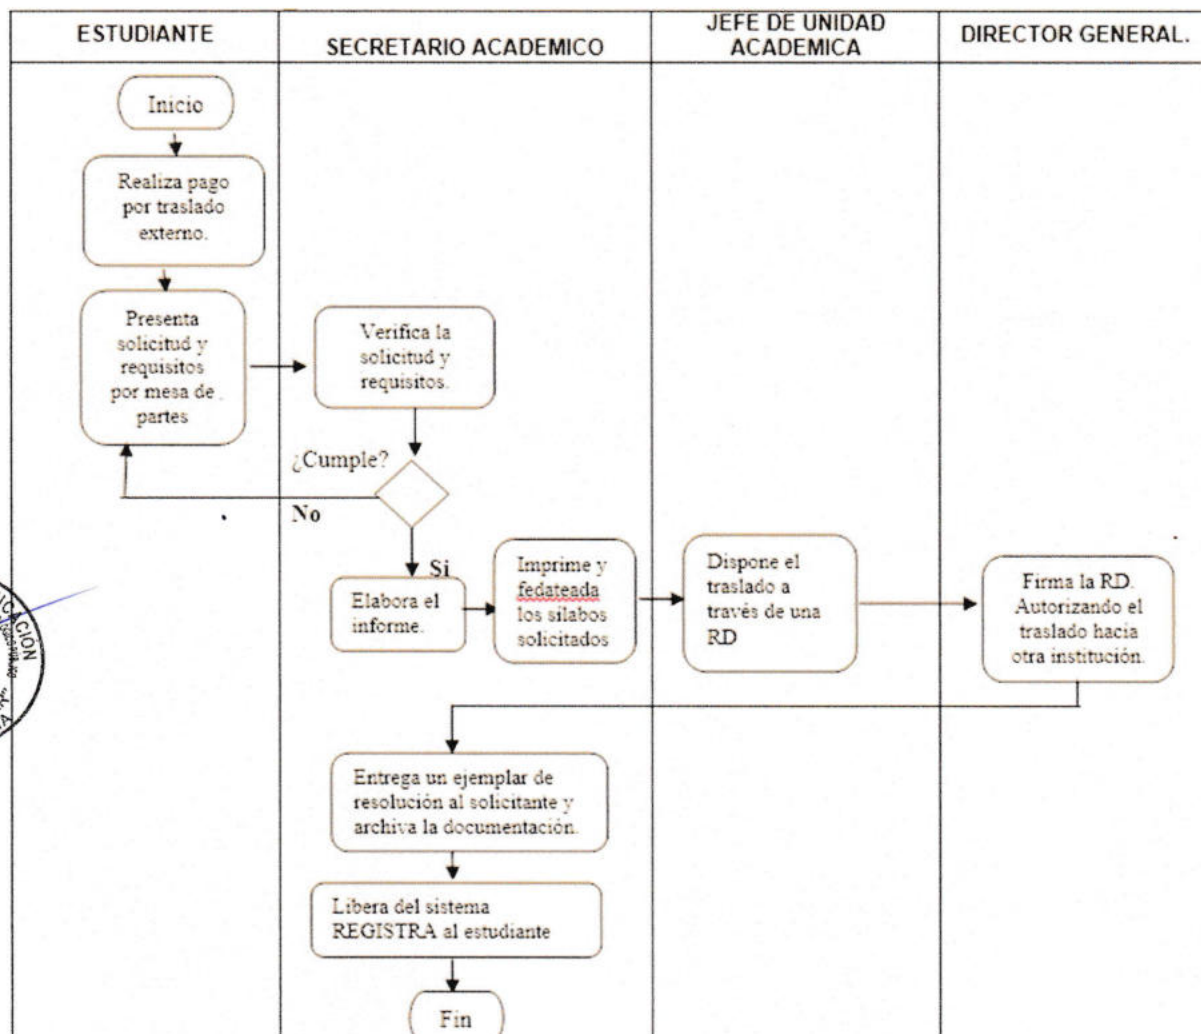 ESTUDIANTE
SECRETARIO ACADEMICO
JEFE DE UNIDAD
ACADEMICA
DIRECTOR GENERAL.
Inicio
Realiza pago
por traslado
externo.
Presenta
solicitud y
requisitos
por mesa de .
partes
Verifica la
solicitud y
requisitos.
¿Cumple?
No
Si
Elabora el
informe.
Imprime y
fedateada
los sílabos
solicitados
Dispone el
traslado a
través de una
RD
Firma la RD.
Autorizando el
traslado hacia
otra institución.
Entrega un ejemplar de
resolución al solicitante y
archiva la documentación.
Libera del sistema
REGISTRA al estudiante
Fin